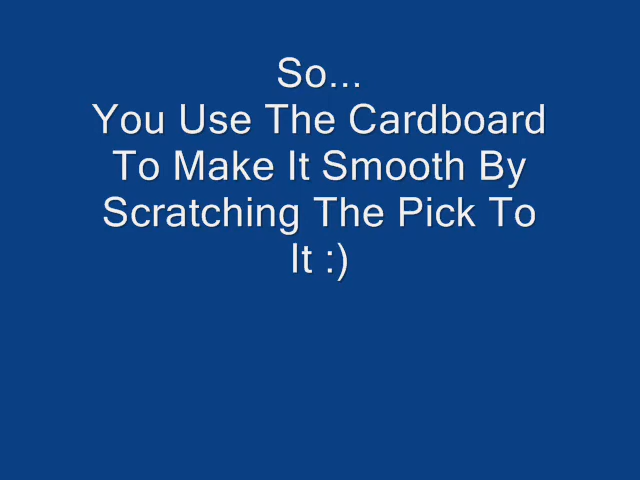 So...
You Use The Cardboard
To Make It Smooth By
Scratching The Pick To
It :)